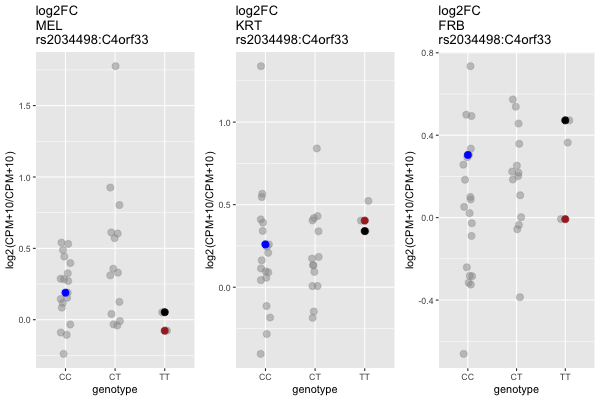 log2FC
MEL
rs2034498:C4orf33
log2(CPM+10/CPM+10)
1.5
1.0
0.5
0.0
CC CT TT
genotype
log2FC
KRT
rs2034498:C4orf33
log2(CPM+10/CPM+10)
1.0
0.5
0.0
CC CT TT
genotype
log2FC
FRB
rs2034498:C4orf33
log2(CPM+10/CPM+10)
0.8
0.4
0.0
-0.4
CC CT TT
genotype